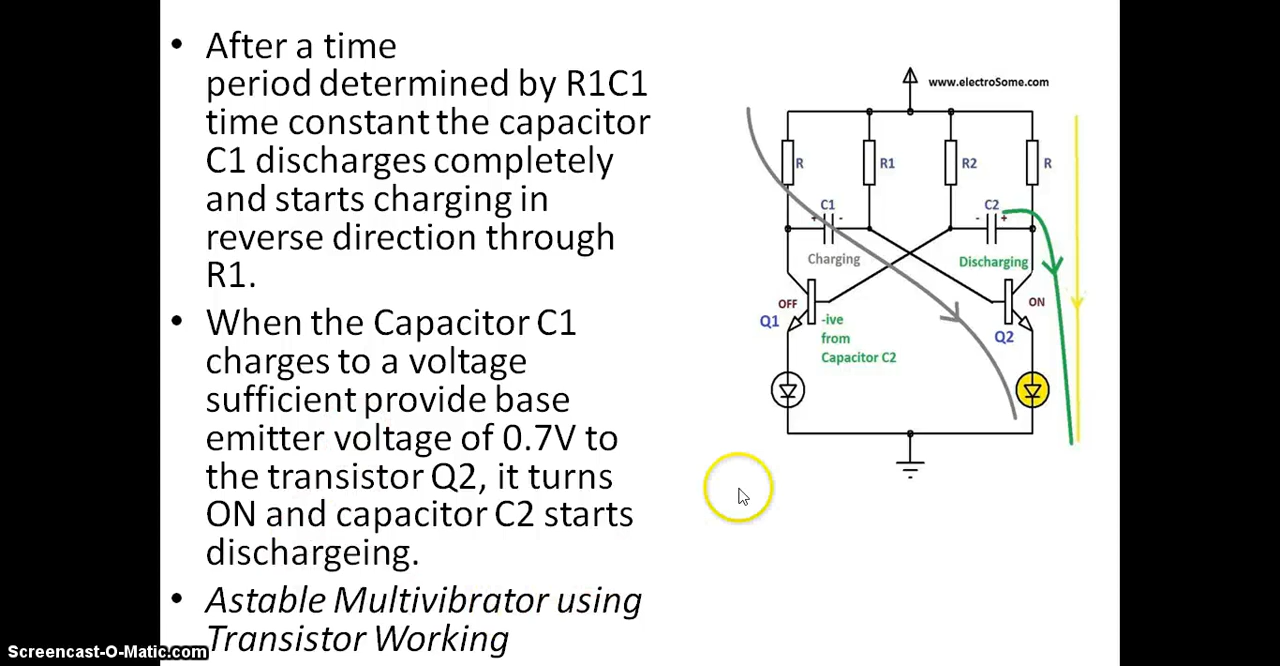 • After a time
period determined by R1C1
time constant the capacitor
C1 discharges completely
and starts charging in
reverse direction through
R1.
• When the Capacitor C1
charges to a voltage
sufficient provide base
emitter voltage of 0.7V to
the transistor Q2, it turns
ON and capacitor C2 starts
dischargeing.
• Astable Multivibrator using
Transistor Working
www.electroSome.com
R
R1
R2
R
C1
C2
+ -
- +
Charging
Discharging
OFF
ON
Q1
Q2
-ive
from
Capacitor C2
Screencast-O-Matic.com